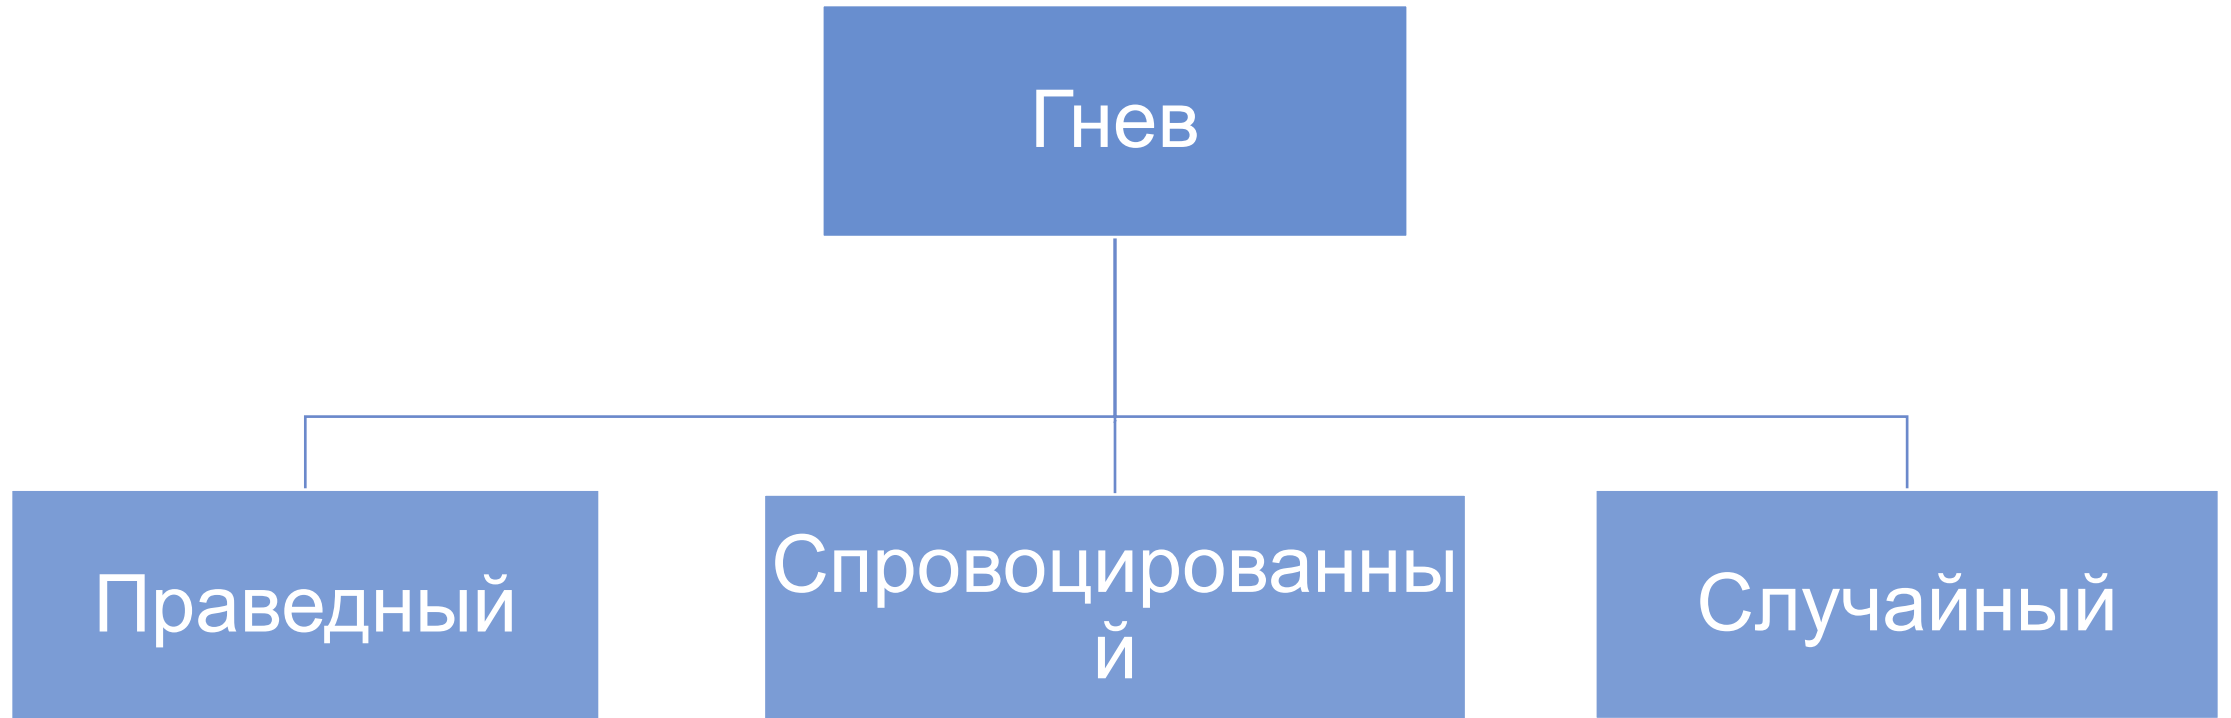 Гнев
Праведный
Спровоцированны
й
Случайный